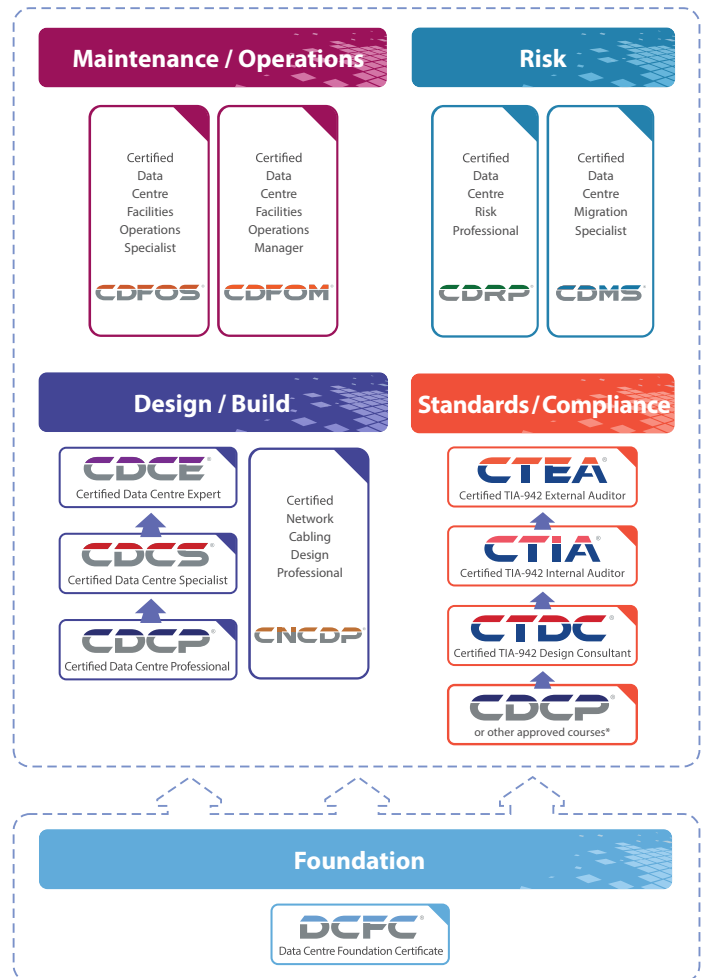 Maintenance / Operations
Certified
Data
Centre
Facilities
Operations
Specialist
CDFOS®
Certified
Data
Centre
Facilities
Operations
Manager
CDFOM®
Risk
Certified
Data
Centre
Risk
Professional
CDRP®
Certified
Data
Centre
Migration
Specialist
CDMS®
Design / Build
CDCE®
Certified Data Centre Expert
CDCS®
Certified Data Centre Specialist
CDCP®
Certified Data Centre Professional
Certified
Network
Cabling
Design
Professional
CNCDP®
Standards / Compliance
CTEA®
Certified TIA-942 External Auditor
CTIA®
Certified TIA-942 Internal Auditor
CTDC®
Certified TIA-942 Design Consultant
CDCP®
or other approved courses*
Foundation
DCFC®
Data Centre Foundation Certificate